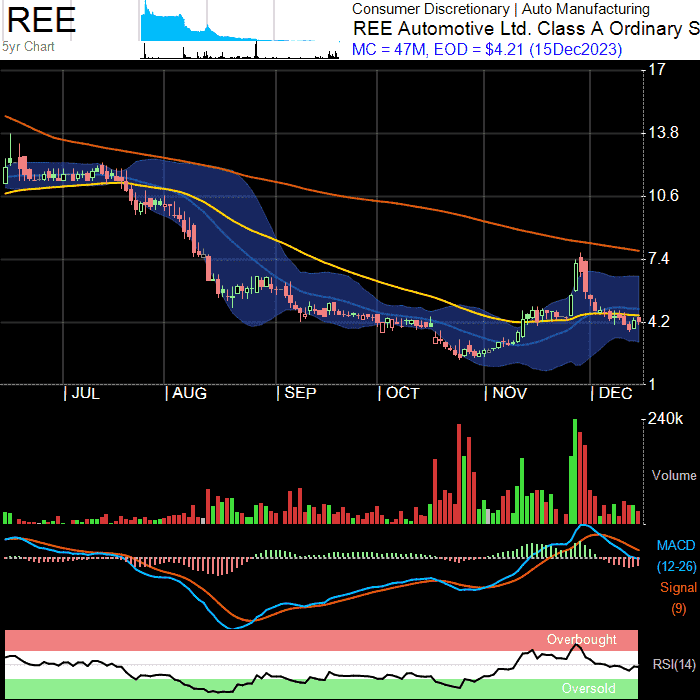 REE
5yr Chart
Consumer Discretionary | Auto Manufacturing
REE Automotive Ltd. Class A Ordinary S
MC = 47M, EOD = $4.21 (15Dec2023)
17
13.8
10.6
7.4
4.2
1
| JUL | AUG | SEP | OCT | NOV | DEC
240k
Volume
MACD
(12-26)
Signal
(9)
Overbought
RSI(14)
Oversold